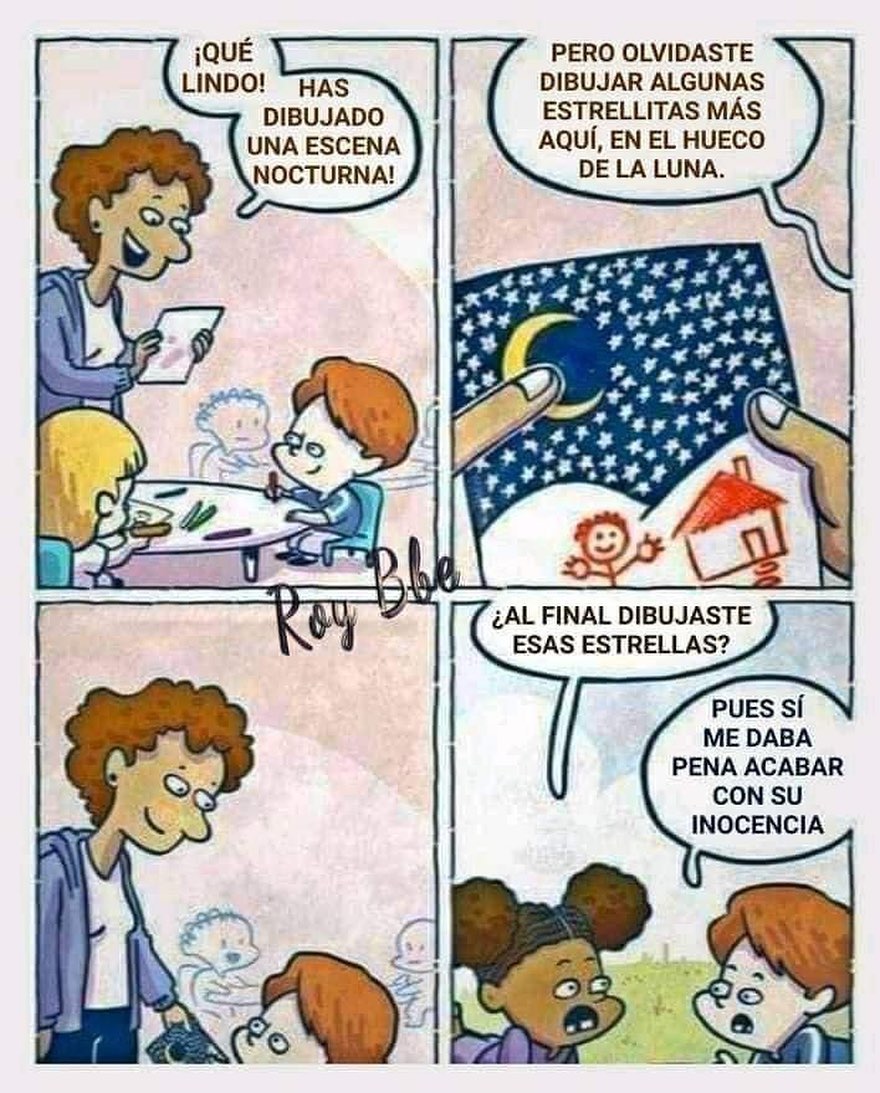 ¡QUÉ
LINDO!
HAS
DIBUJADO
UNA ESCENA
NOCTURNA!
PERO OLVIDASTE
DIBUJAR ALGUNAS
ESTRELLITAS MÁS
AQUÍ, EN EL HUECO
DE LA LUNA.
Roy Bbe
¿AL FINAL DIBUJASTE
ESAS ESTRELLAS?
PUES SÍ
ME DABA
PENA ACABAR
CON SU
INOCENCIA